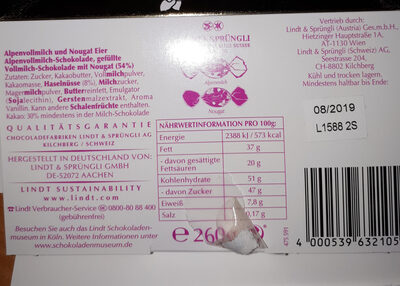 Alpenvollmilch und Nougat Eier
Alpenvollmilch-Schokolade, gefüllte
Vollmilch-Schokolade mit Nougat (54%)
Zutaten: Zucker, Kakaobutter, Vollmilchpulver,
Kakaomasse, Haselnüsse (8%), Milchzucker,
Magermilchpulver, Butterreinfett, Emulgator
(Sojalecithin), Gerstenmalzextrakt, Aroma
Vanillin. Kann andere Schalenfrüchte enthalten.
Kakao: 30% mindestens in der Milch-Schokolade
QUALITÄTSGARANTIE
CHOCOLADEFABRIKEN LINDT & SPRÜNGLI AG
KILCHBERG / SCHWEIZ
HERGESTELLT IN DEUTSCHLAND VON:
LINDT & SPRÜNGLI GMBH
DE-52072 AACHEN
LINDT SUSTAINABILITY
www.lindt.com
Lindt Verbraucher-Service 0800-80 88 400
(gebührenfrei)
Besuchen Sie auch das Schokoladen-
museum in Köln. Weitere Informationen unter
www.schokoladenmuseum.de
SPRÜNGLI
NÄHRWERTINFORMATION PRO 100g:
Energie 2388 kJ / 573 kcal
Fett 37 g
- davon gesättigte
Fettsäuren 20 g
Kohlenhydrate 51 g
- davon Zucker 47 g
Eiweiß 7,8 g
Salz 0,17 g
℮ 260
Vertrieb durch:
Lindt & Sprüngli (Austria) Ges.m.b.H.,
Hietzinger Hauptstraße 1A,
AT-1130 Wien
Lindt & Sprüngli (Schweiz) AG,
Seestrasse 204,
CH-8802 Kilchberg
Mindestens haltbar bis Ende:
08/2019
L1588 2S
4 000539 632105